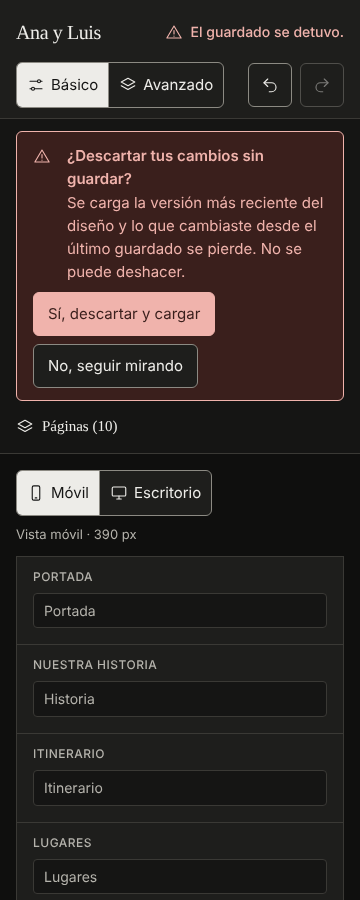 Ana y Luis
El guardado se detuvo.
Básico
Avanzado
¿Descartar tus cambios sin
guardar?
Se carga la versión más reciente del
diseño y lo que cambiaste desde el
último guardado se pierde. No se
puede deshacer.
Sí, descartar y cargar
No, seguir mirando
Páginas (10)
Móvil
Escritorio
Vista móvil · 390 px
PORTADA
Portada
NUESTRA HISTORIA
Historia
ITINERARIO
Itinerario
LUGARES
Lugares